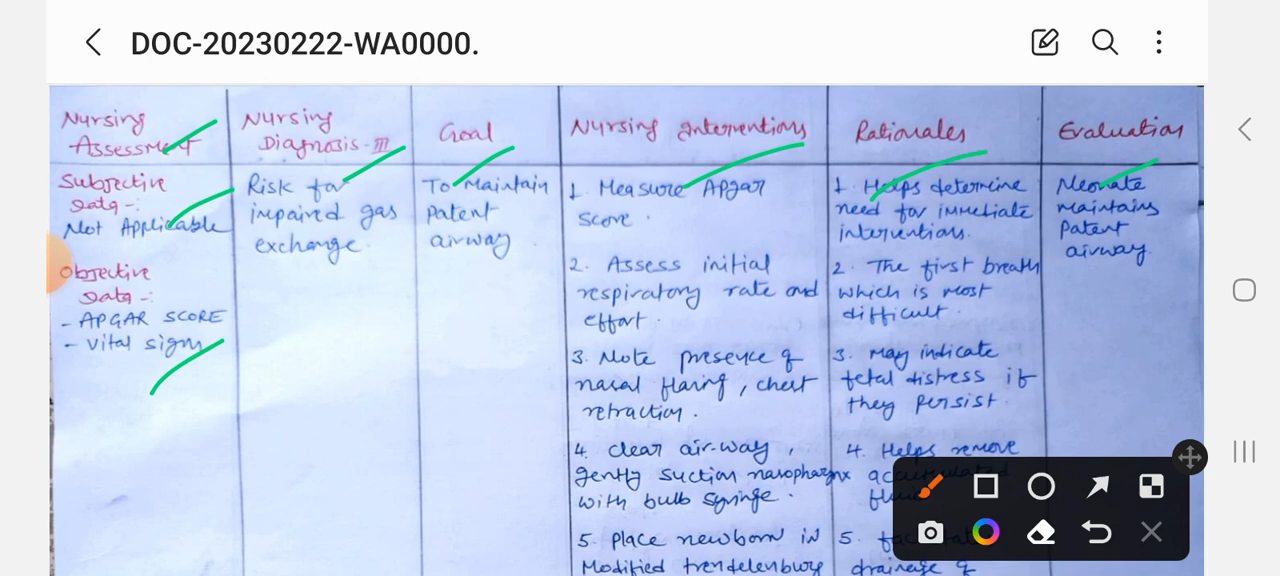 DOC-20230222-WA0000.
Nursing
Assessment
Subjective
Data -:
Not Applicable
Objective
Data -:
- APGAR SCORE
- Vital signs
Nursing
Diagnosis - III
Risk for
impaired gas
exchange.
Goal
To Maintain
Patent
airway
Nursing Interventions
1. Measure APgar
score.
2. Assess initial
respiratory rate and
effort.
3. Note presence of
nasal flaring, chest
retraction.
4. clear air-way,
gently suction nasopharynx
with bulb syringe.
5. Place newborn in
Modified trendelenburg
Rationales
1. Helps determine
need for immediate
interventions.
2. The first breath
which is most
difficult.
3. May indicate
fetal distress if
they persist.
4. Helps remove
5.
drainage of
Evaluation
Neonate
maintains
Patent
airway.